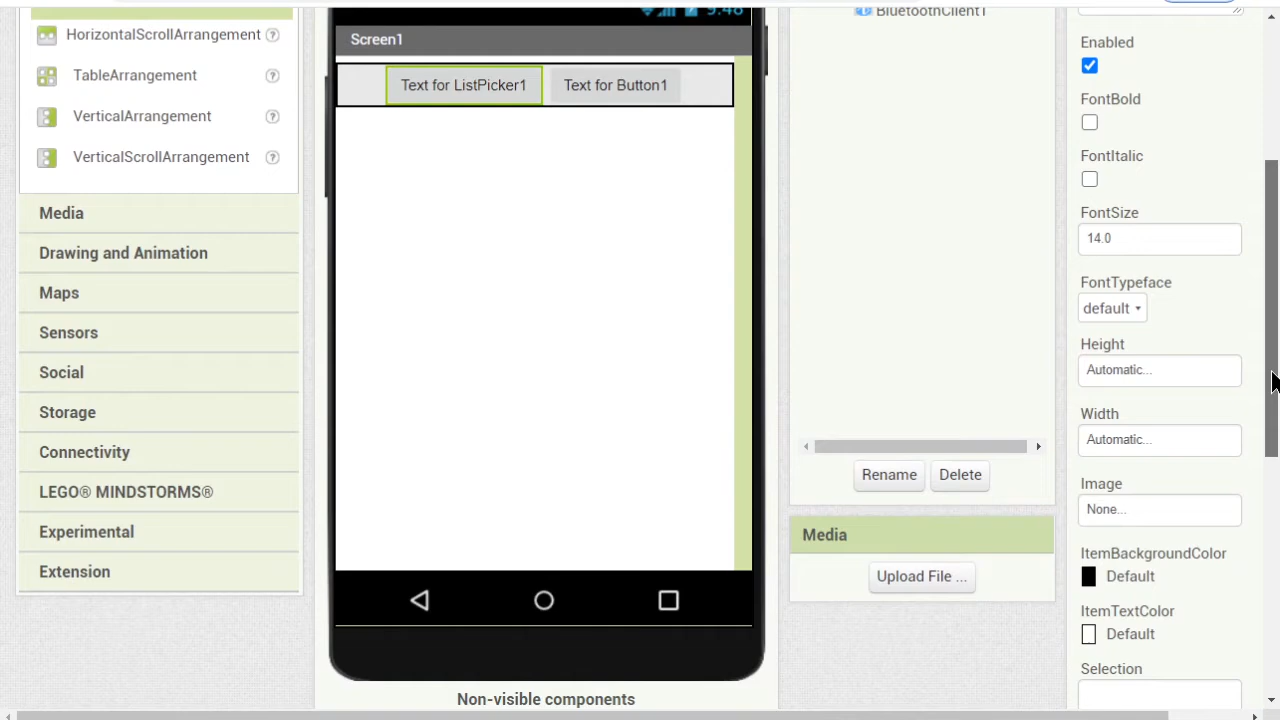 HorizontalScrollArrangement ?
TableArrangement ?
VerticalArrangement ?
VerticalScrollArrangement ?
Media
Drawing and Animation
Maps
Sensors
Social
Storage
Connectivity
LEGO® MINDSTORMS®
Experimental
Extension
9:48
Screen1
Text for ListPicker1 Text for Button1
Non-visible components
BluetoothClient1
Rename Delete
Media
Upload File ...
Enabled
FontBold
FontItalic
FontSize
14.0
FontTypeface
default
Height
Automatic...
Width
Automatic...
Image
None...
ItemBackgroundColor
Default
ItemTextColor
Default
Selection